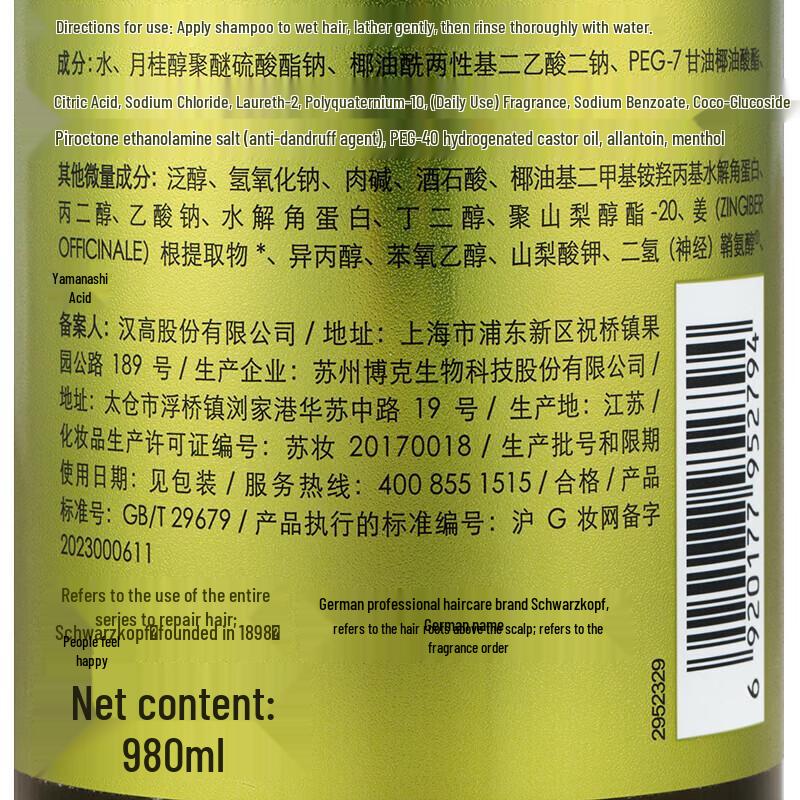 Directions for use: Apply shampoo to wet hair, lather gently, then rinse thoroughly with water.
成分：水、月桂醇聚醚硫酸酯钠、椰油酰两性基二乙酸二钠、PEG-7 甘油椰油酸酯、
Citric Acid, Sodium Chloride, Laureth-2, Polyquaternium-10, (Daily Use) Fragrance, Sodium Benzoate, Coco-Glucoside
Piroctone ethanolamine salt (anti-dandruff agent), PEG-40 hydrogenated castor oil, allantoin, menthol
其他微量成分：泛醇、氢氧化钠、肉碱、酒石酸、椰油基二甲基铵羟丙基水解角蛋白、
丙二醇、乙酸钠、水解角蛋白、丁二醇、聚山梨醇酯-20、姜（ZINGIBER
OFFICINALE）根提取物 *、异丙醇、苯氧乙醇、山梨酸钾、二氢（神经）鞘氨醇①、
Yamanashi
Acid
备案人：汉高股份有限公司 / 地址：上海市浦东新区祝桥镇果
园公路 189 号 / 生产企业：苏州博克生物科技股份有限公司 /
地址：太仓市浮桥镇浏家港华苏中路 19 号 / 生产地：江苏 /
化妆品生产许可证编号：苏妆 20170018 / 生产批号和限期
使用日期：见包装 / 服务热线：400 855 1515 / 合格 / 产品
标准号：GB/T 29679 / 产品执行的标准编号：沪 G 妆网备字
2023000611
Refers to the use of the entire
series to repair hair;
Schwarzkopf founded in 1898
People feel
happy
German professional haircare brand Schwarzkopf,
German name
refers to the hair roots above the scalp; refers to the
fragrance order
Net content:
980ml
2952329
6 920177 952794